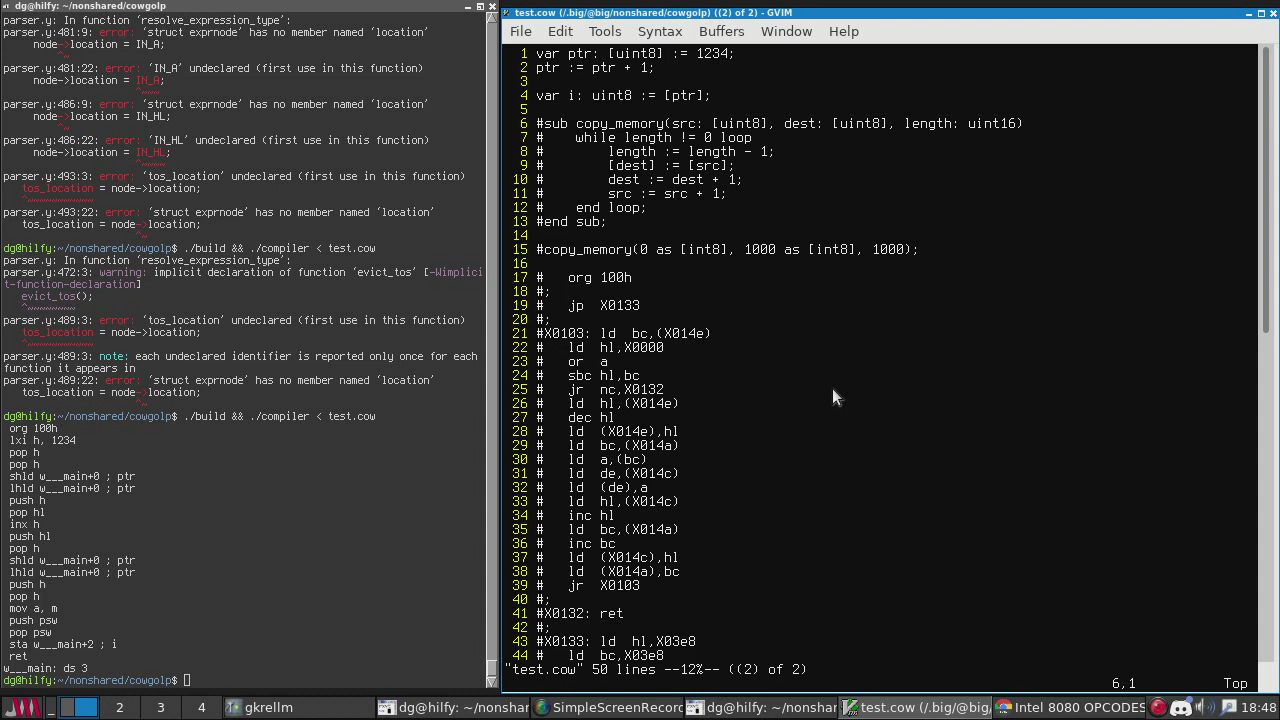 dg@hilfy: ~/nonshared/cowgolp
parser.y: In function ‘resolve_expression_type’:
parser.y:481:9: error: ‘struct exprnode’ has no member named ‘location’
node->location = IN_A;
parser.y:481:22: error: ‘IN_A’ undeclared (first use in this function)
node->location = IN_A;
parser.y:486:9: error: ‘struct exprnode’ has no member named ‘location’
node->location = IN_HL;
parser.y:486:22: error: ‘IN_HL’ undeclared (first use in this function)
node->location = IN_HL;
parser.y:493:3: error: ‘tos_location’ undeclared (first use in this function)
tos_location = node->location;
parser.y:493:22: error: ‘struct exprnode’ has no member named ‘location’
tos_location = node->location;
dg@hilfy:~/nonshared/cowgolp$ ./build && ./compiler < test.cow
parser.y: In function ‘resolve_expression_type’:
parser.y:472:3: warning: implicit declaration of function ‘evict_tos’ [-Wimplici
t-function-declaration]
evict_tos();
parser.y:489:3: error: ‘tos_location’ undeclared (first use in this function)
tos_location = node->location;
parser.y:489:3: note: each undeclared identifier is reported only once for each
function it appears in
parser.y:489:22: error: ‘struct exprnode’ has no member named ‘location’
tos_location = node->location;
dg@hilfy:~/nonshared/cowgolp$ ./build && ./compiler < test.cow
org 100h
lxi h, 1234
pop h
pop h
shld w___main+0 ; ptr
lhld w___main+0 ; ptr
push h
pop hl
inx h
push hl
pop h
shld w___main+0 ; ptr
lhld w___main+0 ; ptr
push h
pop h
mov a, m
push psw
pop psw
sta w___main+2 ; i
ret
w___main: ds 3
dg@hilfy:~/nonshared/cowgolp$
test.cow (/.big/@big/nonshared/cowgolp) ((2) of 2) - GVIM
File Edit Tools Syntax Buffers Window Help
1 var ptr: [uint8] := 1234;
2 ptr := ptr + 1;
3
4 var i: uint8 := [ptr];
5
6 #sub copy_memory(src: [uint8], dest: [uint8], length: uint16)
7 # while length != 0 loop
8 # length := length - 1;
9 # [dest] := [src];
10 # dest := dest + 1;
11 # src := src + 1;
12 # end loop;
13 #end sub;
14
15 #copy_memory(0 as [int8], 1000 as [int8], 1000);
16
17 # org 100h
18 #;
19 # jp X0133
20 #;
21 #X0103: ld bc,(X014e)
22 # ld hl,X0000
23 # or a
24 # sbc hl,bc
25 # jr nc,X0132
26 # ld hl,(X014e)
27 # dec hl
28 # ld (X014e),hl
29 # ld bc,(X014a)
30 # ld a,(bc)
31 # ld de,(X014c)
32 # ld (de),a
33 # ld hl,(X014c)
34 # inc hl
35 # ld bc,(X014a)
36 # inc bc
37 # ld (X014c),hl
38 # ld (X014a),bc
39 # jr X0103
40 #;
41 #X0132: ret
42 #;
43 #X0133: ld hl,X03e8
44 # ld bc,X03e8
"test.cow" 50 lines --12%-- ((2) of 2)
6,1 Top
2 3 4 gkrellm dg@hilfy: ~/nonshar SimpleScreenRecord dg@hilfy: ~/nonshar test.cow (/.big/@big/ Intel 8080 OPCODES 18:48